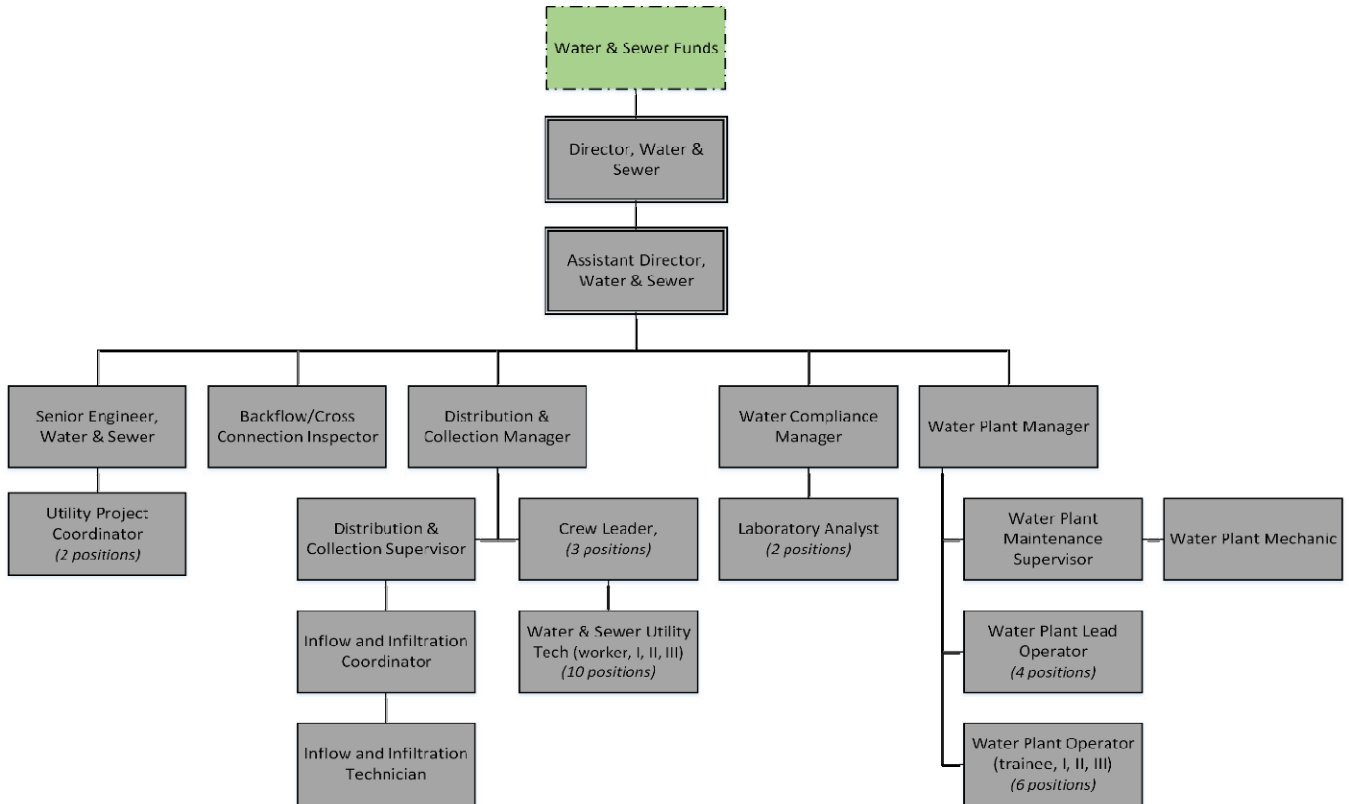 Water & Sewer Funds
Director, Water &
Sewer
Assistant Director,
Water & Sewer
Senior Engineer,
Water & Sewer
Backflow/Cross
Connection Inspector
Distribution &
Collection Manager
Water Compliance
Manager
Water Plant Manager
Utility Project
Coordinator
(2 positions)
Distribution &
Collection Supervisor
Crew Leader,
(3 positions)
Laboratory Analyst
(2 positions)
Water Plant
Maintenance
Supervisor
Water Plant Mechanic
Inflow and Infiltration
Coordinator
Water & Sewer Utility
Tech (worker, I, II, III)
(10 positions)
Water Plant Lead
Operator
(4 positions)
Inflow and Infiltration
Technician
Water Plant Operator
(trainee, I, II, III)
(6 positions)